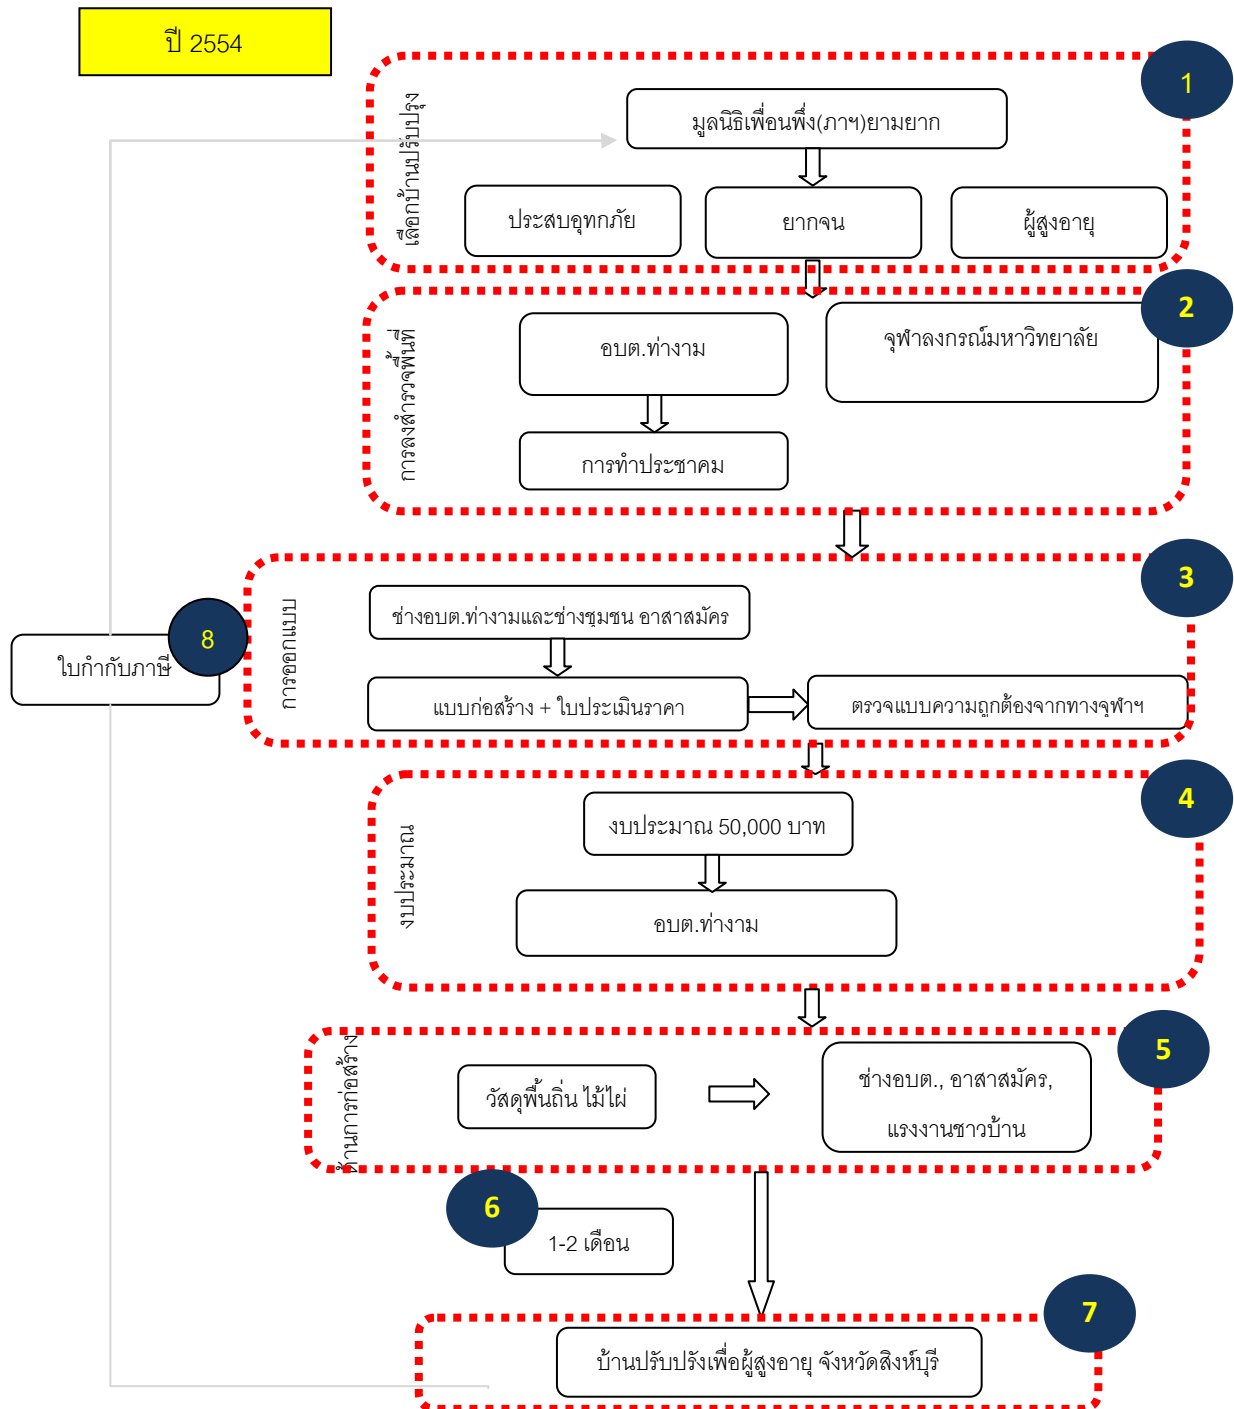 ปี 2554
1
เลือกบ้านปรับปรุง
มูลนิธิเพื่อนพึ่ง(ภาฯ)ยามยาก
ประสบอุทกภัย
ยากจน
ผู้สูงอายุ
2
การลงสำรวจพื้นที่
อบต.ท่างาม
จุฬาลงกรณ์มหาวิทยาลัย
การทำประชาคม
3
การออกแบบ
ช่างอบต.ท่างามและช่างชุมชน อาสาสมัคร
8
ใบกำกับภาษี
แบบก่อสร้าง + ใบประเมินราคา
ตรวจแบบความถูกต้องจากทางจุฬาฯ
4
งบประมาณ
งบประมาณ 50,000 บาท
อบต.ท่างาม
5
ด้านการก่อสร้าง
วัสดุพื้นถิ่น ไม้ไผ่
ช่างอบต., อาสาสมัคร,
แรงงานชาวบ้าน
6
1-2 เดือน
7
บ้านปรับปรังเพื่อผู้สูงอายุ จังหวัดสิงห์บุรี